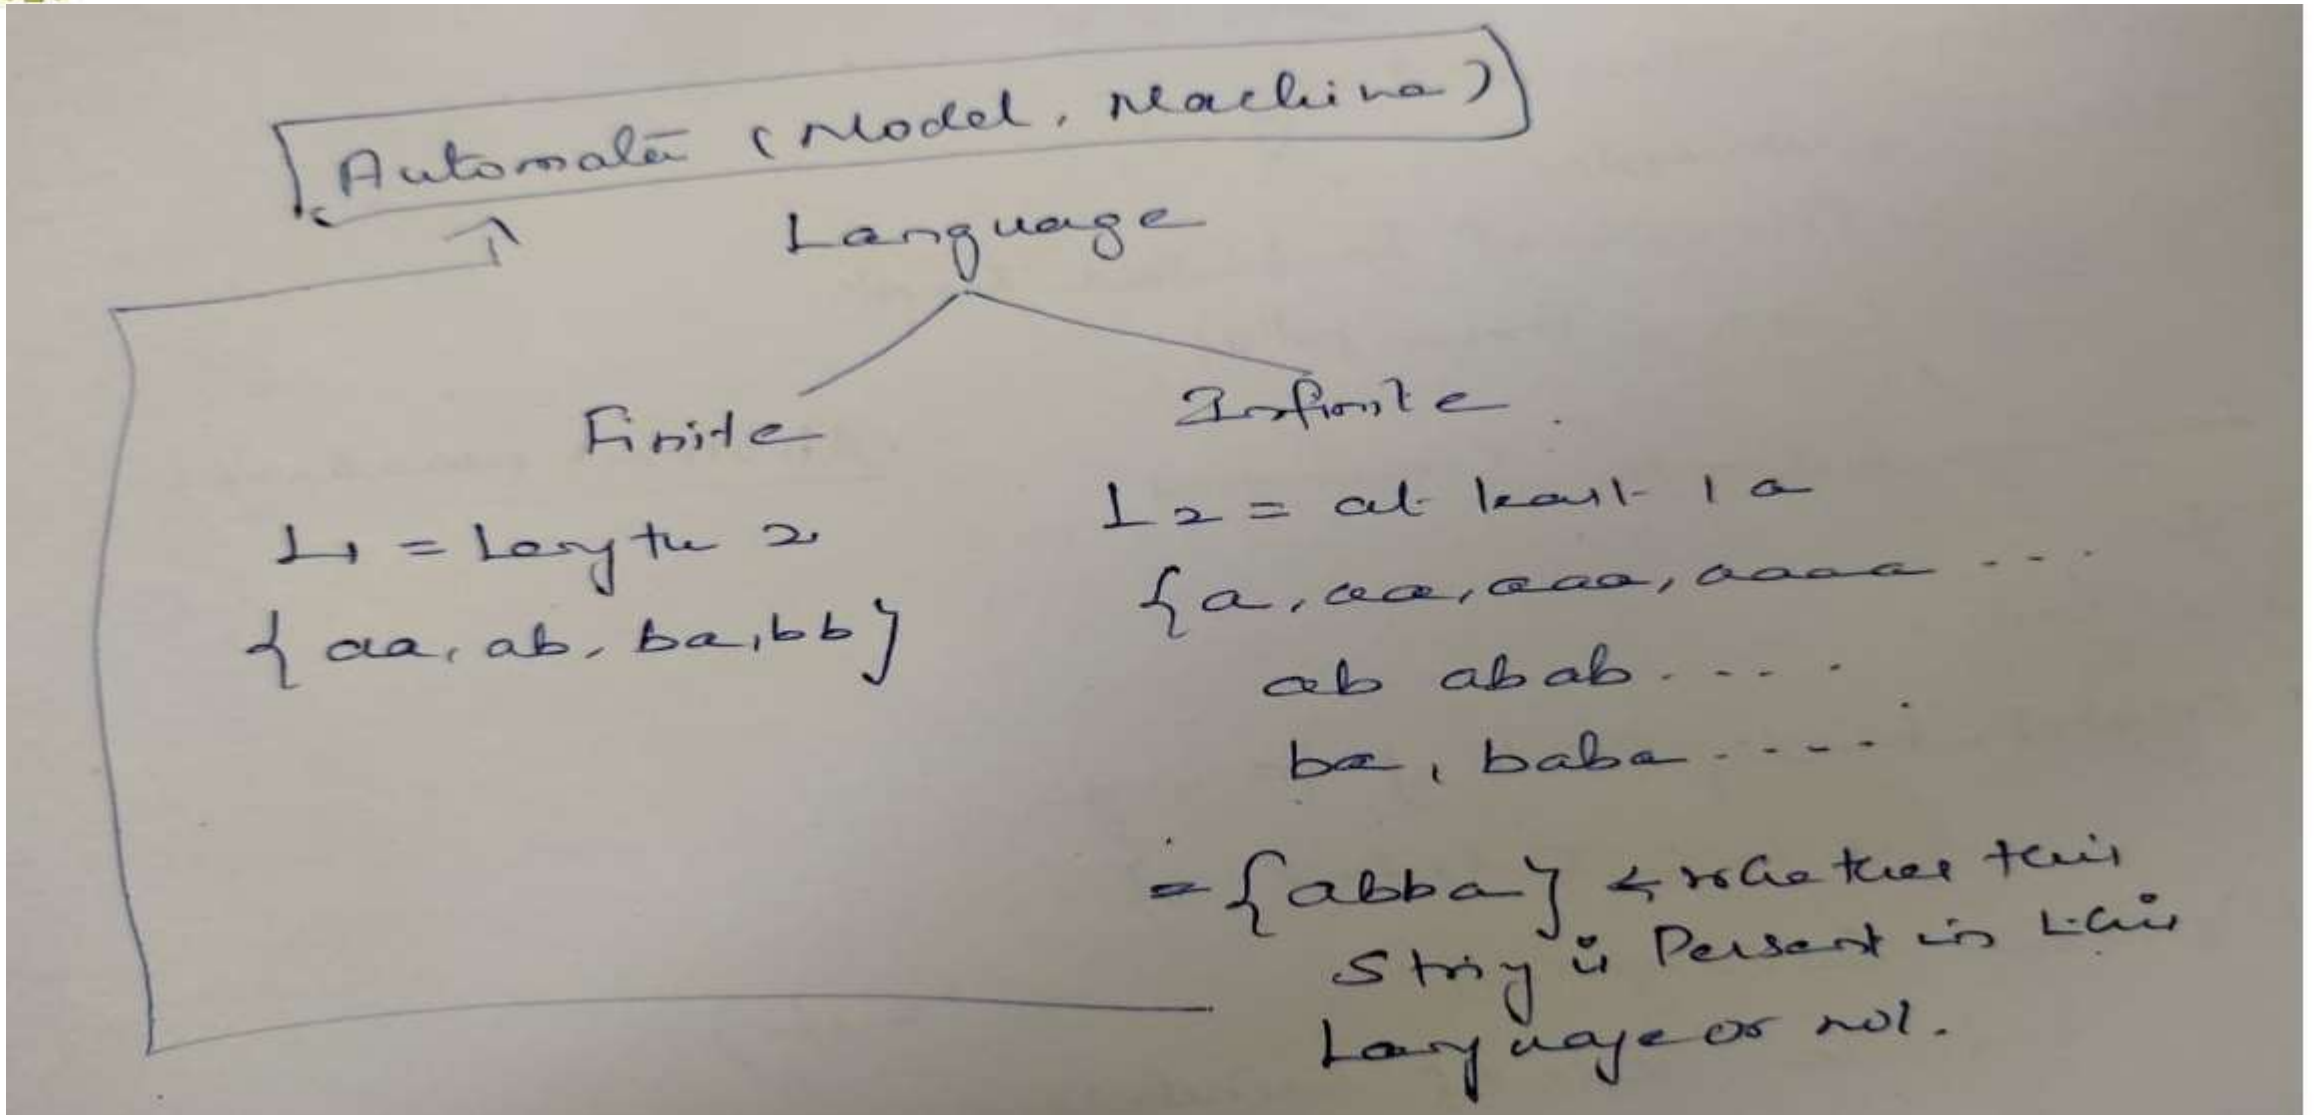 Automata (Model, Machine)
Language
Finite
Infinite.
L1 = Length 2
{aa, ab, ba, bb}
L2 = at least 1 a
{a, aa, aaa, aaaa ...
ab abab ....
ba, baba ....
= {abba} ← whether this
string is Persent in this
Language or not.